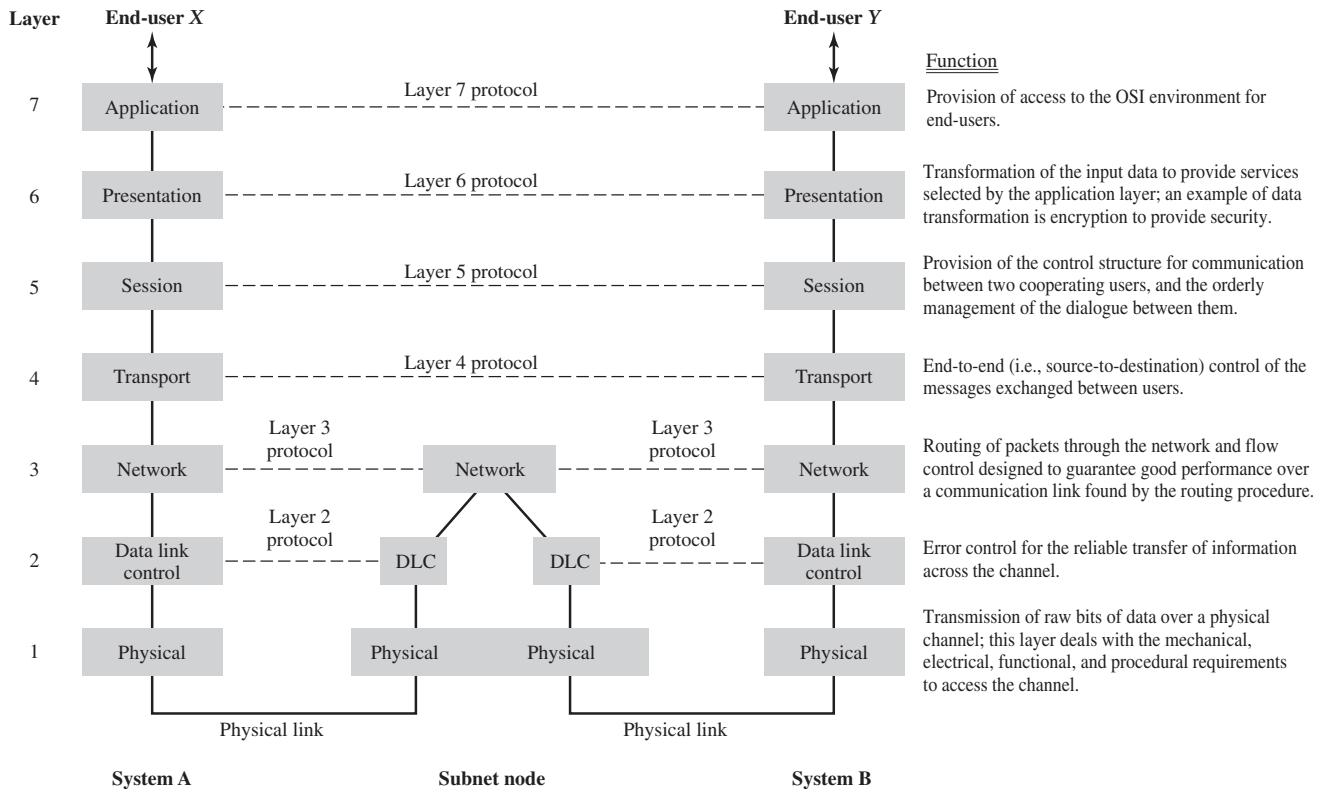 Layer
End-user X
End-user Y
Function
7
Application
Layer 7 protocol
Application
Provision of access to the OSI environment for
end-users.
6
Presentation
Layer 6 protocol
Presentation
Transformation of the input data to provide services
selected by the application layer; an example of data
transformation is encryption to provide security.
5
Session
Layer 5 protocol
Session
Provision of the control structure for communication
between two cooperating users, and the orderly
management of the dialogue between them.
4
Transport
Layer 4 protocol
Transport
End-to-end (i.e., source-to-destination) control of the
messages exchanged between users.
3
Network
Layer 3
protocol
Network
Layer 3
protocol
Network
Routing of packets through the network and flow
control designed to guarantee good performance over
a communication link found by the routing procedure.
2
Data link
control
Layer 2
protocol
DLC
DLC
Layer 2
protocol
Data link
control
Error control for the reliable transfer of information
across the channel.
1
Physical
Physical
Physical
Physical
Transmission of raw bits of data over a physical
channel; this layer deals with the mechanical,
electrical, functional, and procedural requirements
to access the channel.
Physical link
Physical link
System A
Subnet node
System B